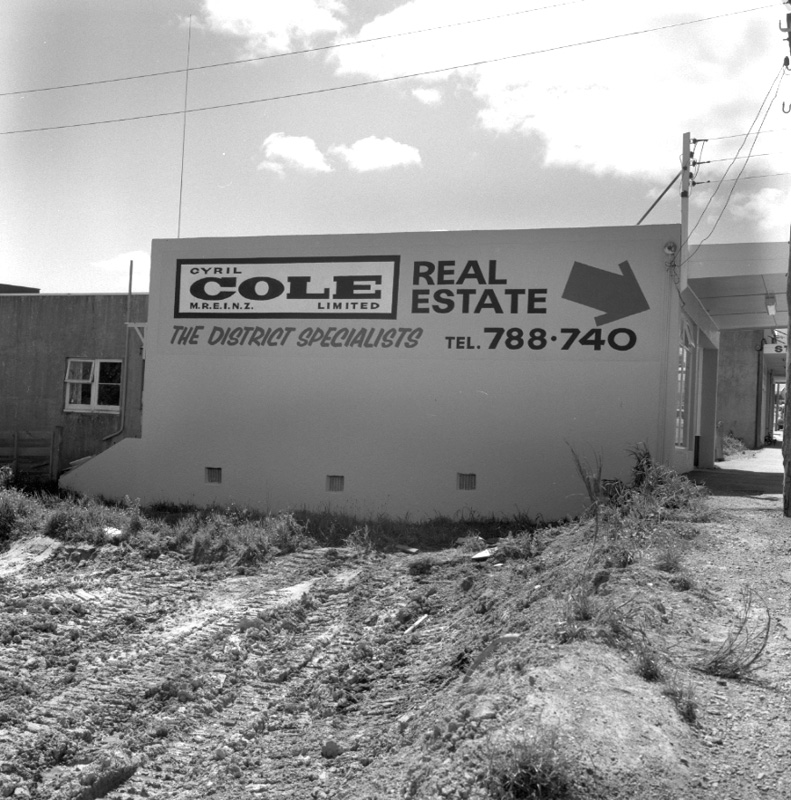 CYRIL
COLE
M.R.E.I.N.Z. LIMITED
REAL
ESTATE
THE DISTRICT SPECIALISTS
TEL. 788·740